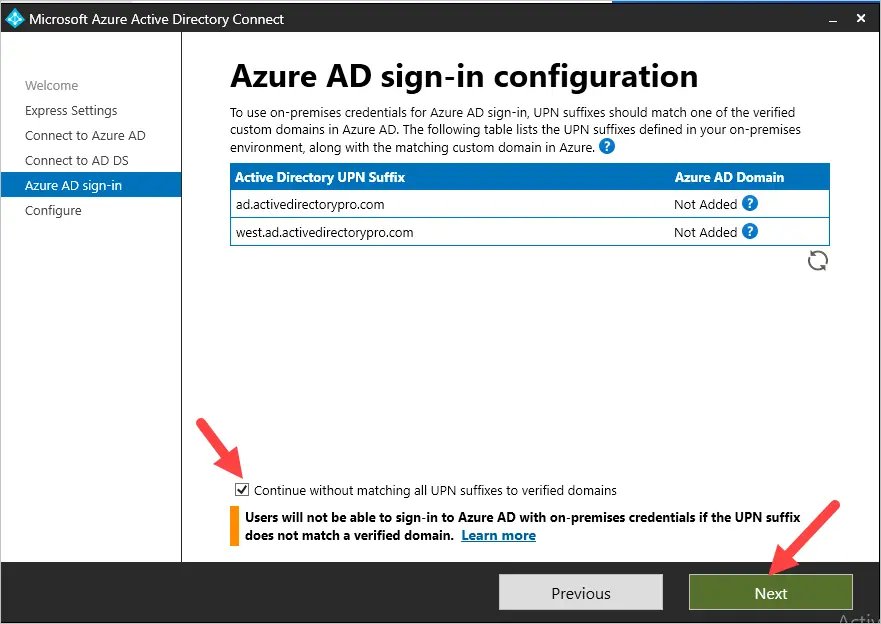 Microsoft Azure Active Directory Connect
Welcome
Express Settings
Connect to Azure AD
Connect to AD DS
Azure AD sign-in
Configure
Azure AD sign-in configuration
To use on-premises credentials for Azure AD sign-in, UPN suffixes should match one of the verified
custom domains in Azure AD. The following table lists the UPN suffixes defined in your on-premises
environment, along with the matching custom domain in Azure. ?
Active Directory UPN Suffix Azure AD Domain
ad.activedirectorypro.com Not Added ?
west.ad.activedirectorypro.com Not Added ?
Continue without matching all UPN suffixes to verified domains
Users will not be able to sign-in to Azure AD with on-premises credentials if the UPN suffix
does not match a verified domain. Learn more
Previous Next